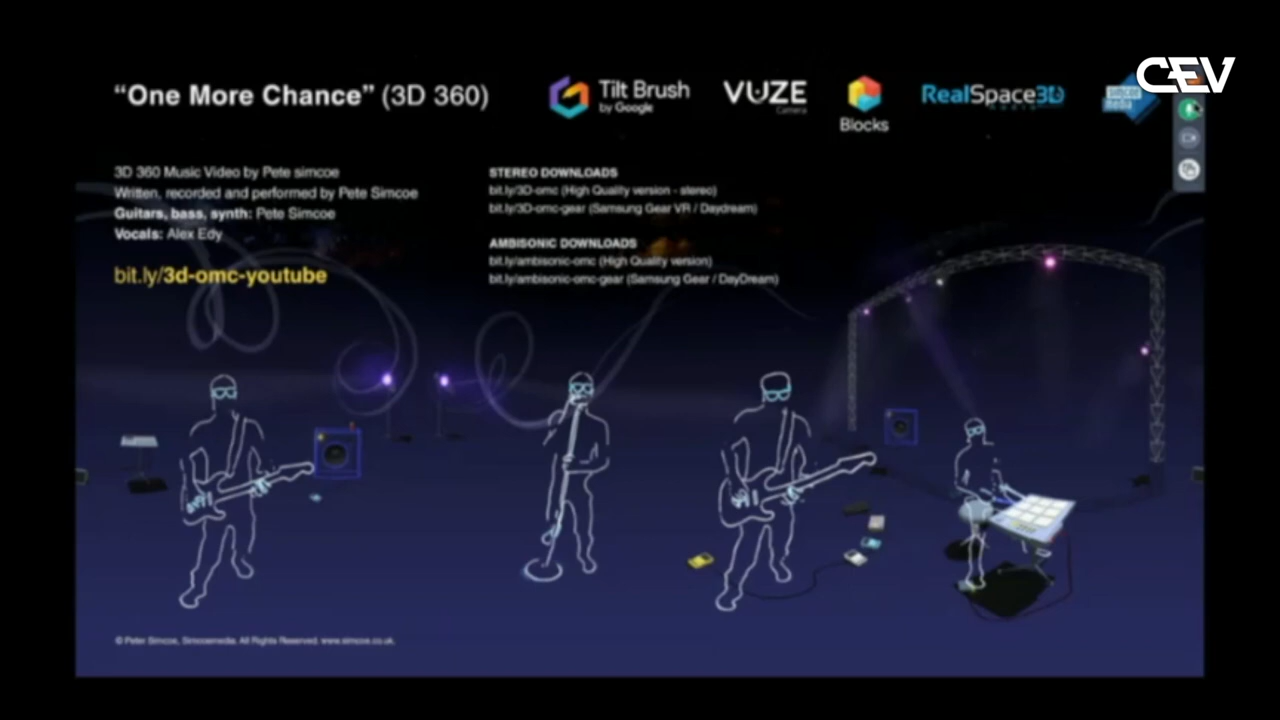 CEV
“One More Chance” (3D 360)
Tilt Brush
by Google
VUZE
Camera
Blocks
RealSpace3D
simcoe
media
3D 360 Music Video by Pete simcoe
Written, recorded and performed by Pete Simcoe
Guitars, bass, synth: Pete Simcoe
Vocals: Alex Edy
bit.ly/3d-omc-youtube
STEREO DOWNLOADS
bit.ly/3D-omc (High Quality version - stereo)
bit.ly/3D-omc-gear (Samsung Gear VR / Daydream)
AMBISONIC DOWNLOADS
bit.ly/ambisonic-omc (High Quality version)
bit.ly/ambisonic-omc-gear (Samsung Gear / DayDream)
© Peter Simcoe, Simcoemedia. All Rights Reserved. www.simcoe.co.uk.